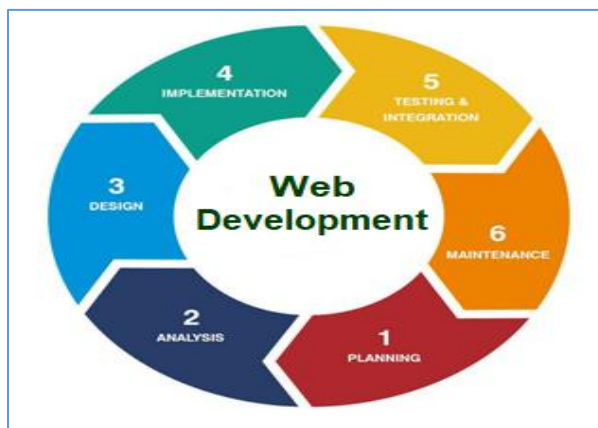 Web
Development
1
PLANNING
2
ANALYSIS
3
DESIGN
4
IMPLEMENTATION
5
TESTING &
INTEGRATION
6
MAINTENANCE